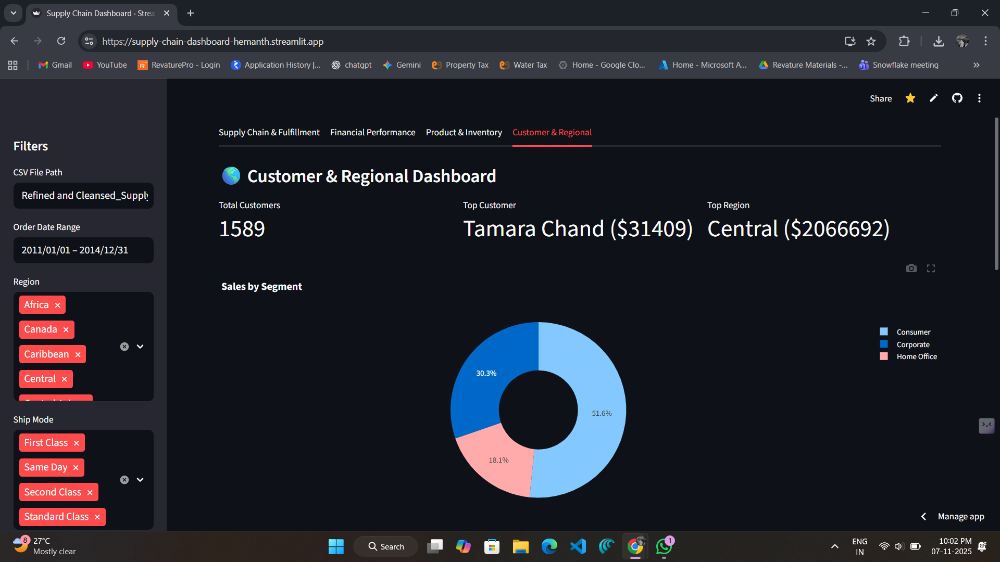 Supply Chain Dashboard · Strea
https://supply-chain-dashboard-hemanth.streamlit.app
Gmail
YouTube
RevaturePro - Login
Application History |...
chatgpt
Gemini
Property Tax
Water Tax
Home - Google Clo...
Home - Microsoft A...
Revature Materials -...
Snowflake meeting
Share
Filters
CSV File Path
Refined and Cleansed_Supply
Order Date Range
2011/01/01 – 2014/12/31
Region
Africa
Canada
Caribbean
Central
Ship Mode
First Class
Same Day
Second Class
Standard Class
Supply Chain & Fulfillment
Financial Performance
Product & Inventory
Customer & Regional
Customer & Regional Dashboard
Total Customers
1589
Top Customer
Tamara Chand ($31409)
Top Region
Central ($2066692)
Sales by Segment
30.3%
51.6%
18.1%
Consumer
Corporate
Home Office
Manage app
8
27°C
Mostly clear
Search
1
ENG
IN
10:02 PM
07-11-2025